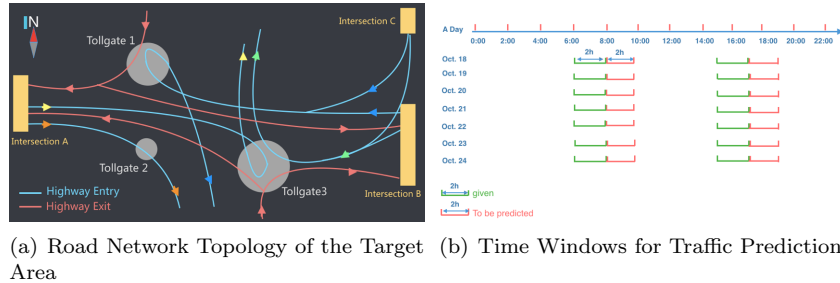 IN
Tollgate 1
Intersection C
Intersection A
Tollgate 2
Tollgate3
Intersection B
Highway Entry
Highway Exit
A Day
0:00 2:00 4:00 6:00 8:00 10:00 12:00 14:00 16:00 18:00 20:00 22:00
2h 2h
Oct. 18
Oct. 19
Oct. 20
Oct. 21
Oct. 22
Oct. 23
Oct. 24
2h
given
2h
To be predicted
(a) Road Network Topology of the Target
Area
(b) Time Windows for Traffic Prediction